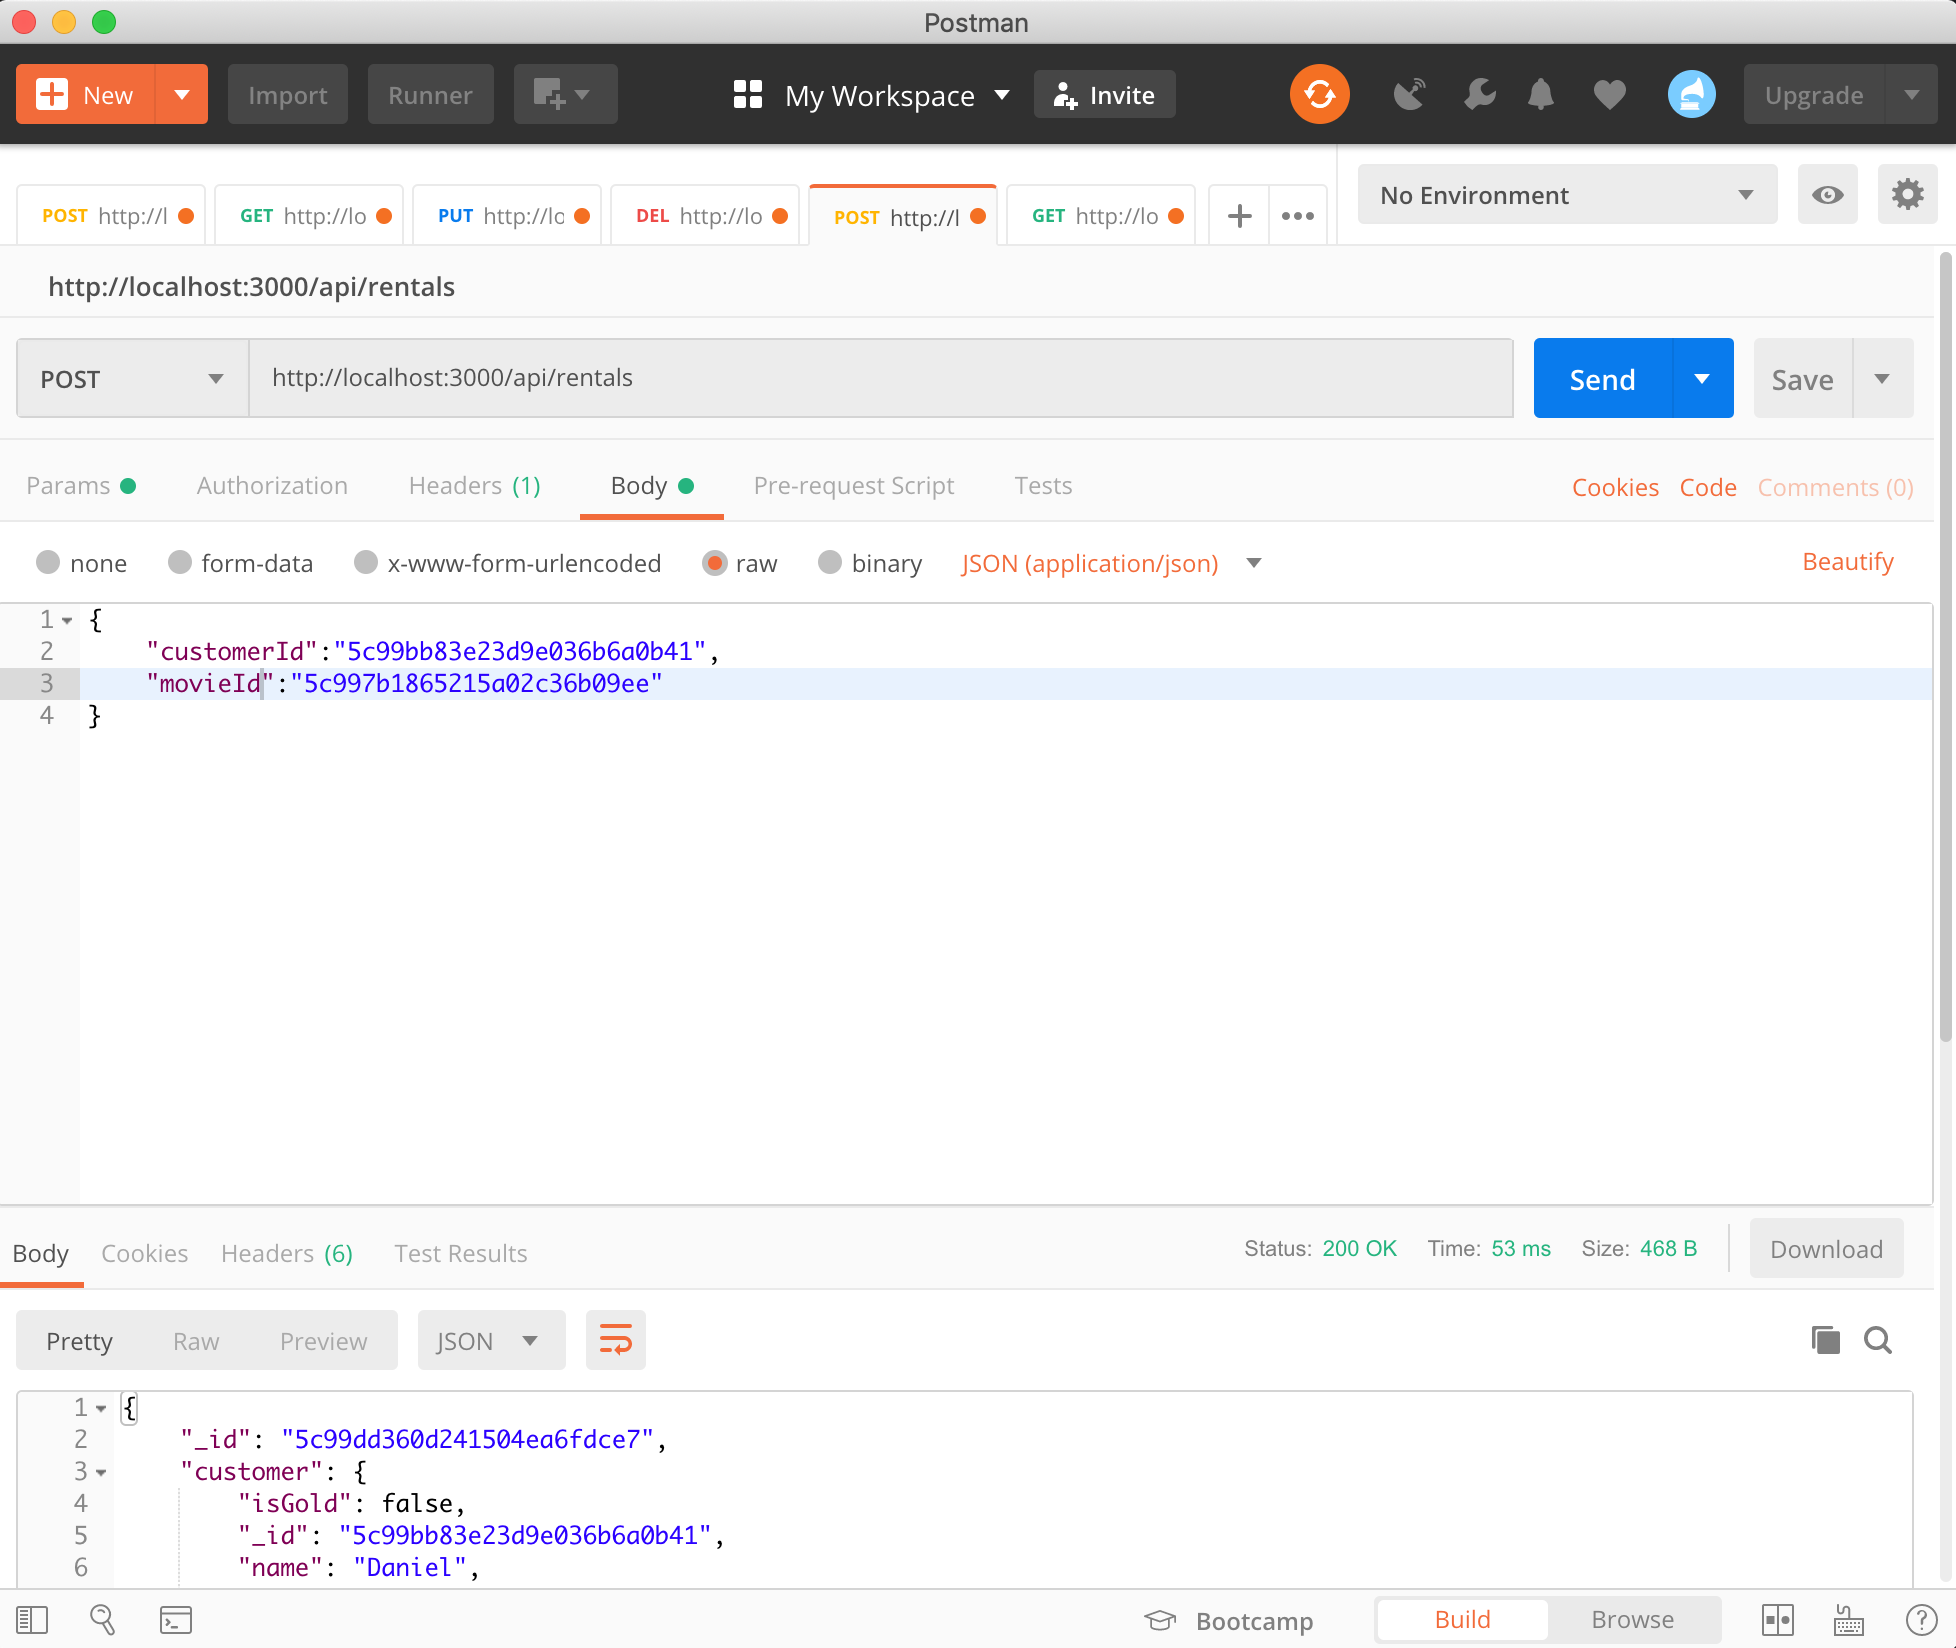 Postman
New Import Runner My Workspace Invite Upgrade
POST http://l GET http://lo PUT http://lo DEL http://lo POST http://l GET http://lo + ••• No Environment
http://localhost:3000/api/rentals
POST http://localhost:3000/api/rentals Send Save
Params Authorization Headers (1) Body Pre-request Script Tests Cookies Code Comments (0)
none form-data x-www-form-urlencoded raw binary JSON (application/json) Beautify
1 {
2 "customerId":"5c99bb83e23d9e036b6a0b41",
3 "movieId":"5c997b1865215a02c36b09ee"
4 }
Body Cookies Headers (6) Test Results Status: 200 OK Time: 53 ms Size: 468 B Download
Pretty Raw Preview JSON
1 {
2 "_id": "5c99dd360d241504ea6fdce7",
3 "customer": {
4 "isGold": false,
5 "_id": "5c99bb83e23d9e036b6a0b41",
6 "name": "Daniel",
Bootcamp Build Browse ?